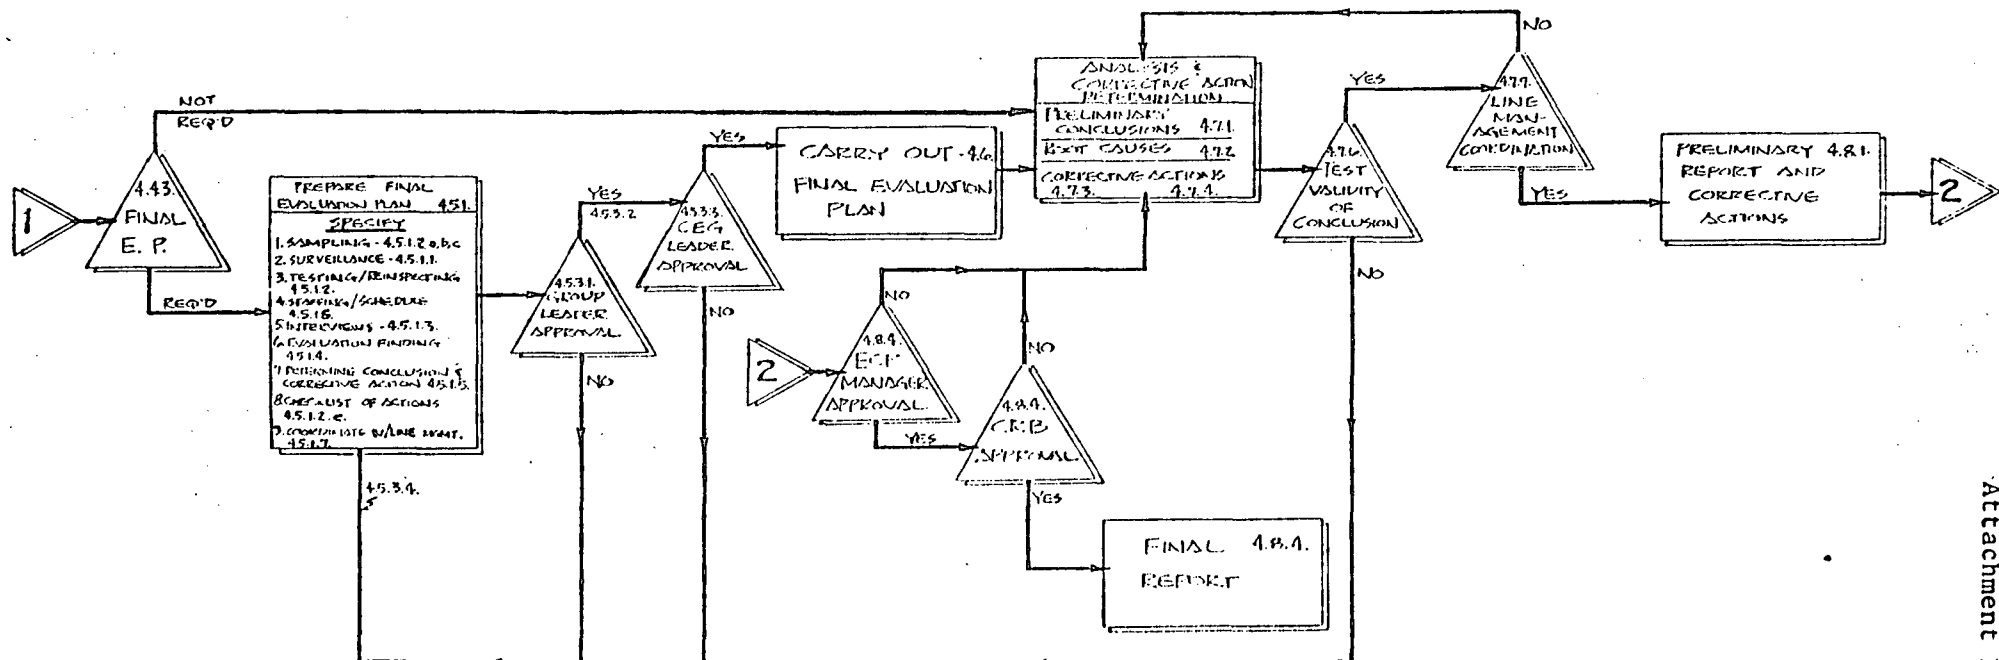 NO
ANALYSIS &
CORRECTIVE ACTION
DETERMINATION
PRELIMINARY
CONCLUSIONS 4.7.1.
ROOT CAUSES 4.7.2
CORRECTIVE ACTIONS
4.7.3. 4.7.4.
YES
4.7.7.
LINE
MAN-
AGEMENT
COORDINATION
NOT
REQ'D
YES
CARRY OUT - 4.6.
FINAL EVALUATION
PLAN
4.7.6.
TEST
VALIDITY
OF
CONCLUSION
PRELIMINARY 4.8.1.
REPORT AND
CORRECTIVE
ACTIONS
YES
2
1
4.4.3.
FINAL
E. P.
REQ'D
PREPARE FINAL
EVALUATION PLAN 4.5.1.
SPECIFY
1. SAMPLING - 4.5.1.2 a,b,c
2. SURVEILLANCE - 4.5.1.1.
3. TESTING/REINSPECTING
4.5.1.2.
4. STAFFING/SCHEDULE
4.5.1.6.
5. INTERVIEWS - 4.5.1.3.
6. EVALUATION FINDING
4.5.1.4.
7. DETERMINING CONCLUSION &
CORRECTIVE ACTION 4.5.1.5.
8. CHECKLIST OF ACTIONS
4.5.1.2.e.
9. COORDINATE W/LINE MGMT.
4.5.1.7.
4.5.3.4.
YES
4.5.3.2
4.5.3.1.
GROUP
LEADER
APPROVAL
NO
4.5.3.3.
CEG
LEADER
APPROVAL
NO
2
4.8.4.
MANAGER
APPROVAL
NO
YES
4.8.4.
APPROVAL
NO
YES
NO
FINAL 4.8.4.
REPORT
Attachment